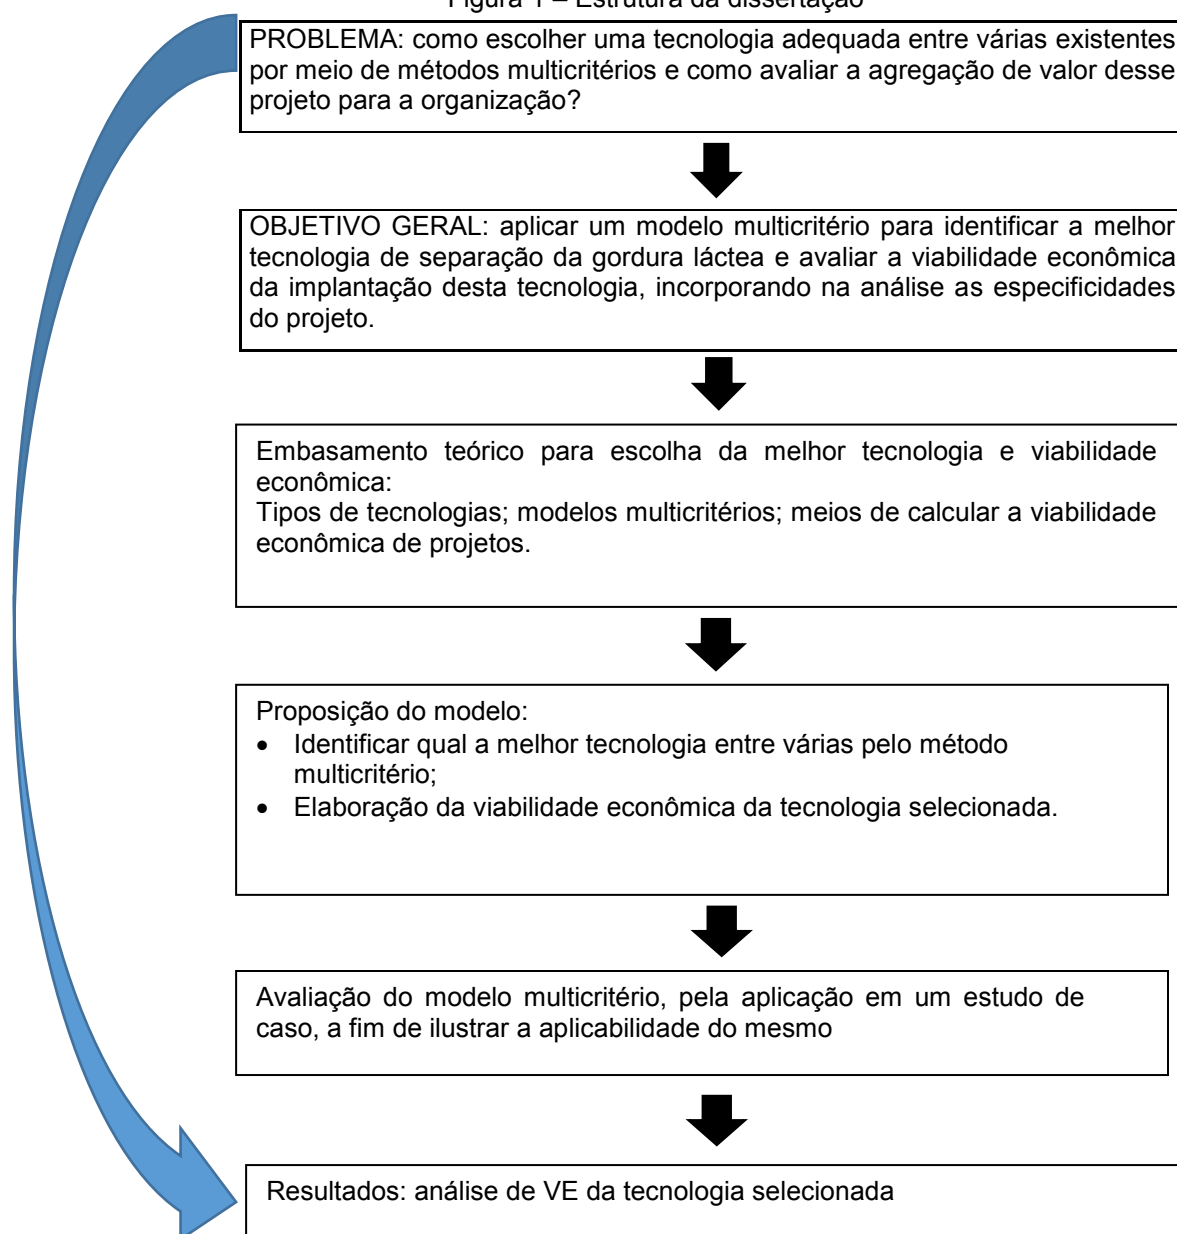 Figura 1 – Estrutura da dissertação
PROBLEMA: como escolher uma tecnologia adequada entre várias existentes
por meio de métodos multicritérios e como avaliar a agregação de valor desse
projeto para a organização?
OBJETIVO GERAL: aplicar um modelo multicritério para identificar a melhor
tecnologia de separação da gordura láctea e avaliar a viabilidade econômica
da implantação desta tecnologia, incorporando na análise as especificidades
do projeto.
Embasamento teórico para escolha da melhor tecnologia e viabilidade
econômica:
Tipos de tecnologias; modelos multicritérios; meios de calcular a viabilidade
econômica de projetos.
Proposição do modelo:
• Identificar qual a melhor tecnologia entre várias pelo método
multicritério;
• Elaboração da viabilidade econômica da tecnologia selecionada.
Avaliação do modelo multicritério, pela aplicação em um estudo de
caso, a fim de ilustrar a aplicabilidade do mesmo
Resultados: análise de VE da tecnologia selecionada